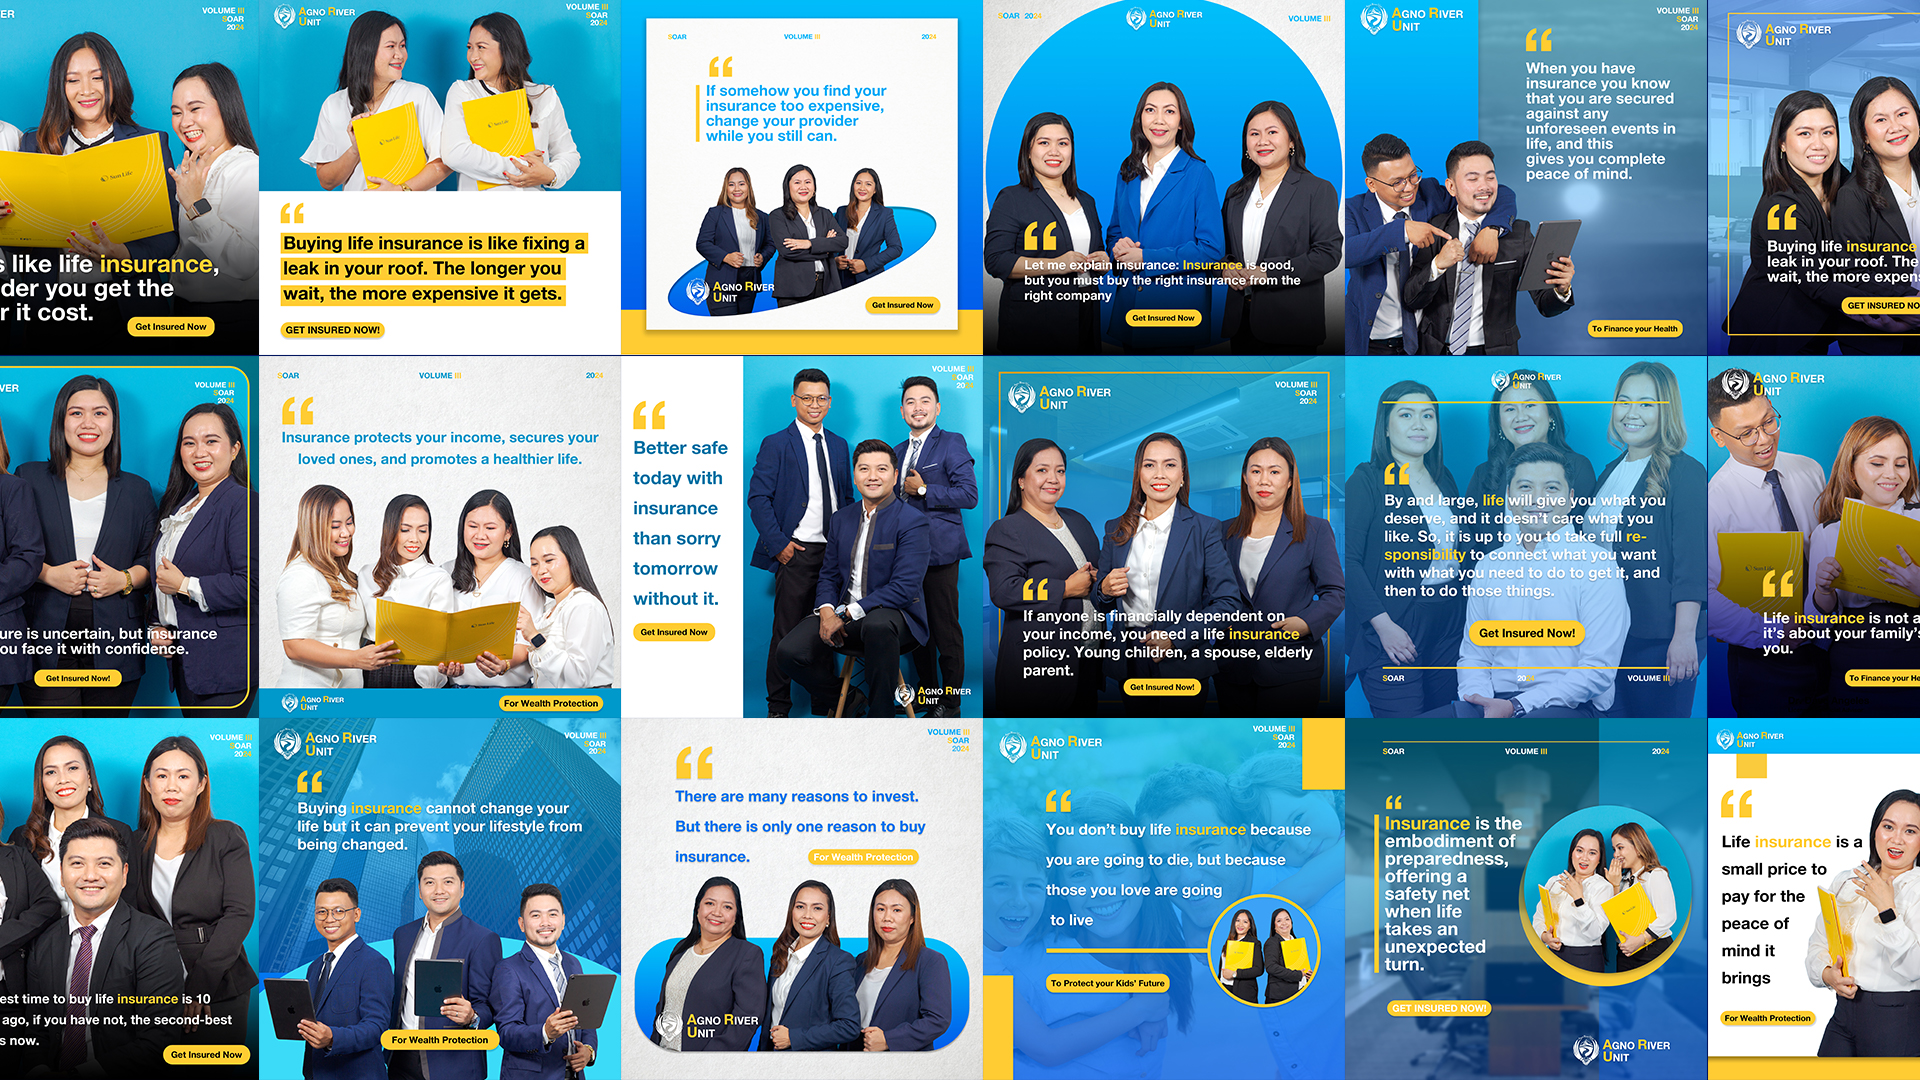 ER
VOLUME III
SOAR
2024
s like life insurance,
der you get the
r it cost.
Get Insured Now
Sun Life
AGNO RIVER
UNIT
VOLUME III
SOAR
2024
Sun Life
Sun Life
Buying life insurance is like fixing a
leak in your roof. The longer you
wait, the more expensive it gets.
GET INSURED NOW!
SOAR
VOLUME III
2024
If somehow you find your
insurance too expensive,
change your provider
while you still can.
AGNO RIVER
UNIT
Get Insured Now
SOAR 2024
AGNO RIVER
UNIT
VOLUME III
Let me explain insurance: Insurance is good,
but you must buy the right insurance from the
right company
Get Insured Now
AGNO RIVER
UNIT
VOLUME III
SOAR
2024
When you have
insurance you know
that you are secured
against any
unforeseen events in
life, and this
gives you complete
peace of mind.
To Finance your Health
AGNO RIVER
UNIT
Buying life insurance
leak in your roof. The
wait, the more expens
GET INSURED NO
VER
VOLUME III
SOAR
2024
ure is uncertain, but insurance
ou face it with confidence.
Get Insured Now!
SOAR
VOLUME III
2024
Insurance protects your income, secures your
loved ones, and promotes a healthier life.
Sun Life
AGNO RIVER
UNIT
For Wealth Protection
VOLUME III
SOAR
2024
Better safe
today with
insurance
than sorry
tomorrow
without it.
Get Insured Now
AGNO RIVER
UNIT
AGNO RIVER
UNIT
VOLUME III
SOAR
2024
If anyone is financially dependent on
your income, you need a life insurance
policy. Young children, a spouse, elderly
parent.
Get Insured Now!
AGNO RIVER
UNIT
By and large, life will give you what you
deserve, and it doesn't care what you
like. So, it is up to you to take full re-
sponsibility to connect what you want
with what you need to do to get it, and
then to do those things.
Get Insured Now!
SOAR
2024
VOLUME III
AGNO RIVER
UNIT
Sun Life
Life insurance is not a
it's about your family's
you.
To Finance your He
VOLUME III
SOAR
2024
est time to buy life insurance is 10
ago, if you have not, the second-best
s now.
Get Insured Now
AGNO RIVER
UNIT
VOLUME III
SOAR
2024
Buying insurance cannot change your
life but it can prevent your lifestyle from
being changed.
For Wealth Protection
VOLUME III
SOAR
2024
There are many reasons to invest.
But there is only one reason to buy
insurance.
For Wealth Protection
AGNO RIVER
UNIT
AGNO RIVER
UNIT
VOLUME III
SOAR
2024
You don't buy life insurance because
you are going to die, but because
those you love are going
to live
To Protect your Kids' Future
SOAR
VOLUME III
2024
Insurance is the
embodiment of
preparedness,
offering a
safety net
when life
takes an
unexpected
turn.
GET INSURED NOW!
AGNO RIVER
UNIT
AGNO RIVER
UNIT
Life insurance is a
small price to
pay for the
peace of
mind it
brings
For Wealth Protection